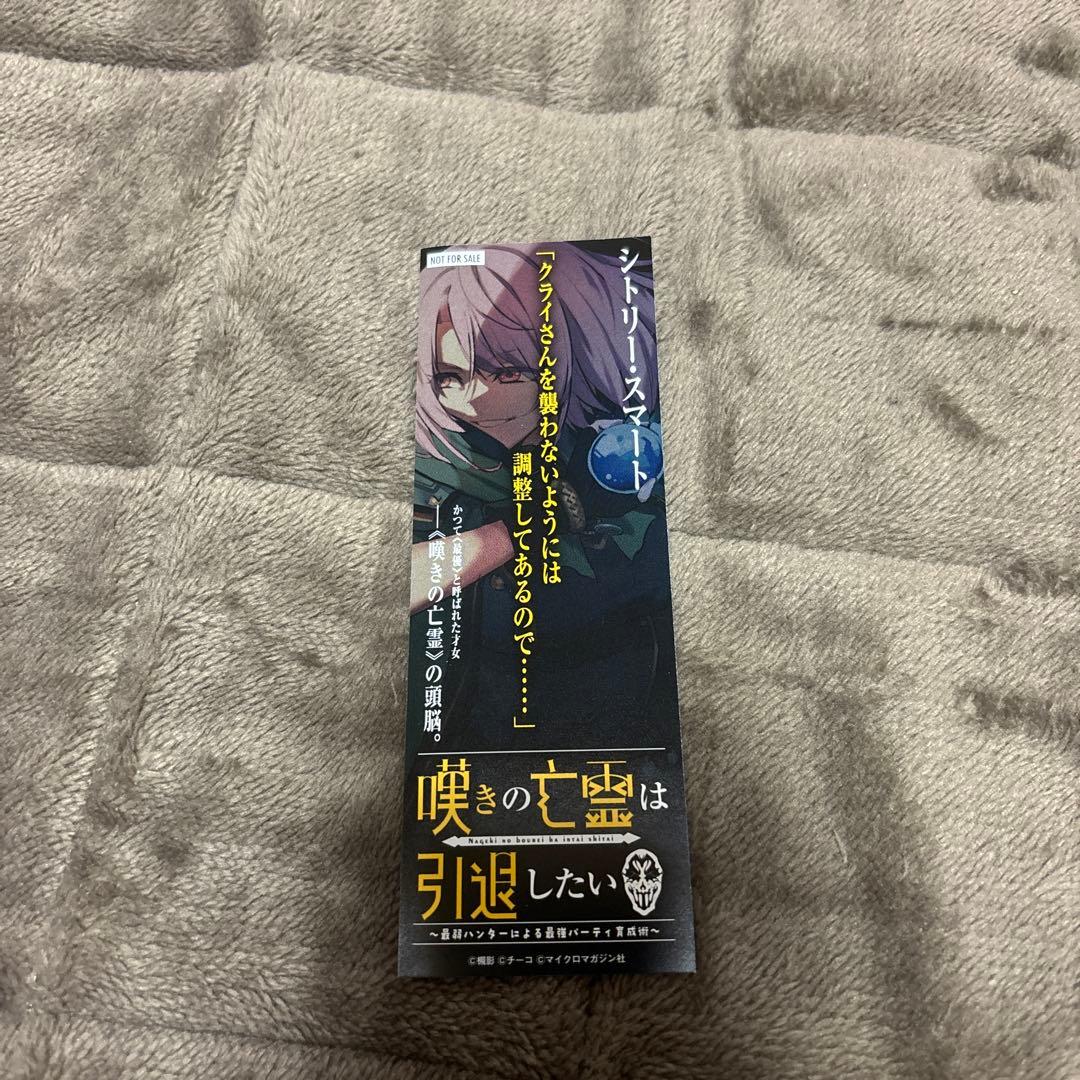 NOT FOR SALE
シトリー・スマート
「クライさんを襲わないようには
調整してあるので……」
かつて《最優》と呼ばれた才女
―《嘆きの亡霊》の頭脳。
嘆きの亡霊は
Nageki no bourei ha intai shitai
引退したい
～最弱ハンターによる最強パーティ育成術～
©槻影 ©チーコ ©マイクロマガジン社